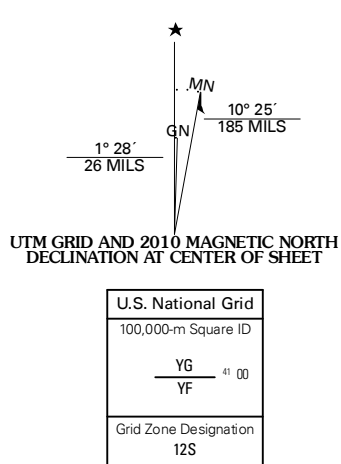 ★
MN
10° 25´
185 MILS
GN
1° 28´
26 MILS
UTM GRID AND 2010 MAGNETIC NORTH
DECLINATION AT CENTER OF SHEET
U.S. National Grid
100,000-m Square ID
YG
41 00
YF
Grid Zone Designation
12S